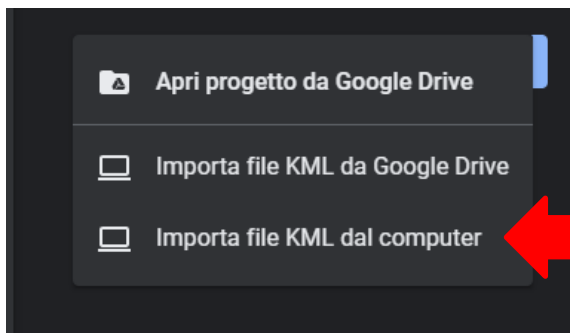 Apri progetto da Google Drive
Importa file KML da Google Drive
Importa file KML dal computer